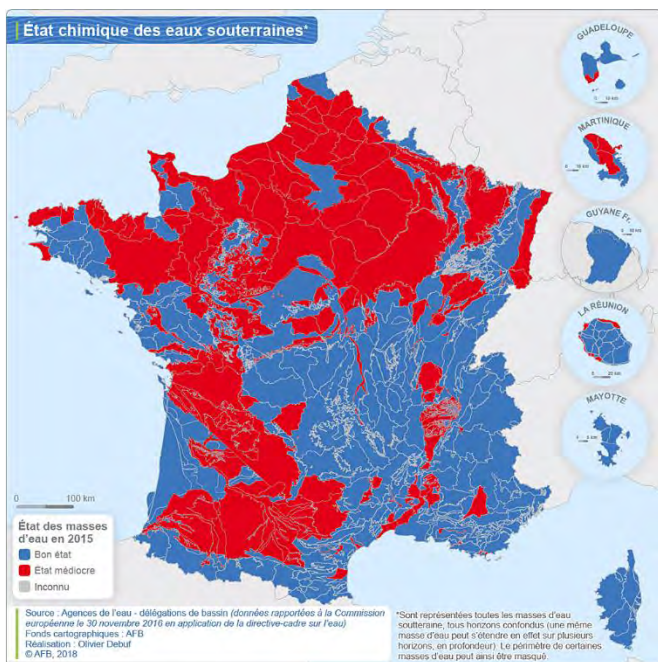 État chimique des eaux souterraines*
GUADELOUPE
0 10 km
MARTINIQUE
0 10 km
GUYANE Fr.
LA RÉUNION
0 20 km
MAYOTTE
0 100 km
État des masses
d'eau en 2015
Bon état
État médiocre
Inconnu
Source : Agences de l'eau - délégations de bassin (données rapportées à la Commission
européenne le 30 novembre 2016 en application de la directive-cadre sur l'eau)
Fonds cartographiques : AFB
Réalisation : Olivier Debuf
© AFB, 2018
*Sont représentées toutes les masses d'eau
souterraine, tous horizons confondus (une même
masse d'eau peut s'étendre en effet sur plusieurs
horizons, en profondeur). Le périmètre de certaines
masses d'eau peut ainsi être masqué.